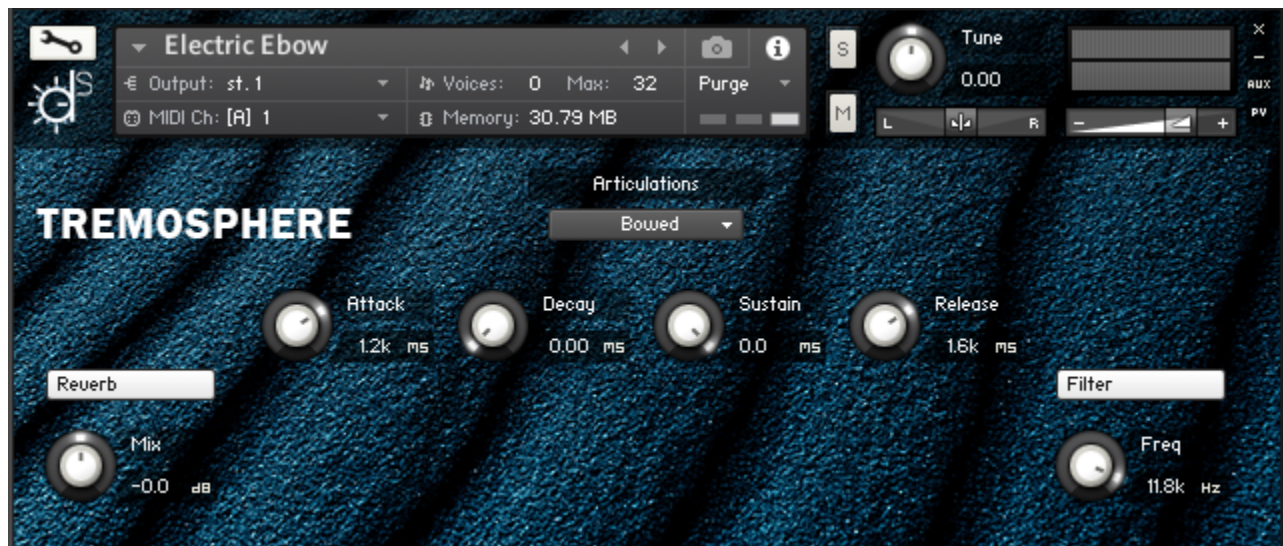 Electric Ebow
Output: st. 1
Voices: 0 Max: 32
Purge
MIDI Ch: [A] 1
Memory: 30.79 MB
S
M
Tune
0.00
L R
- +
×
-
AUX
PV
S
Articulations
TREMOSPHERE
Bowed
Attack
1.2k ms
Decay
0.00 ms
Sustain
0.0 ms
Release
1.6k ms
Reverb
Filter
Mix
-0.0 dB
Freq
11.8k Hz